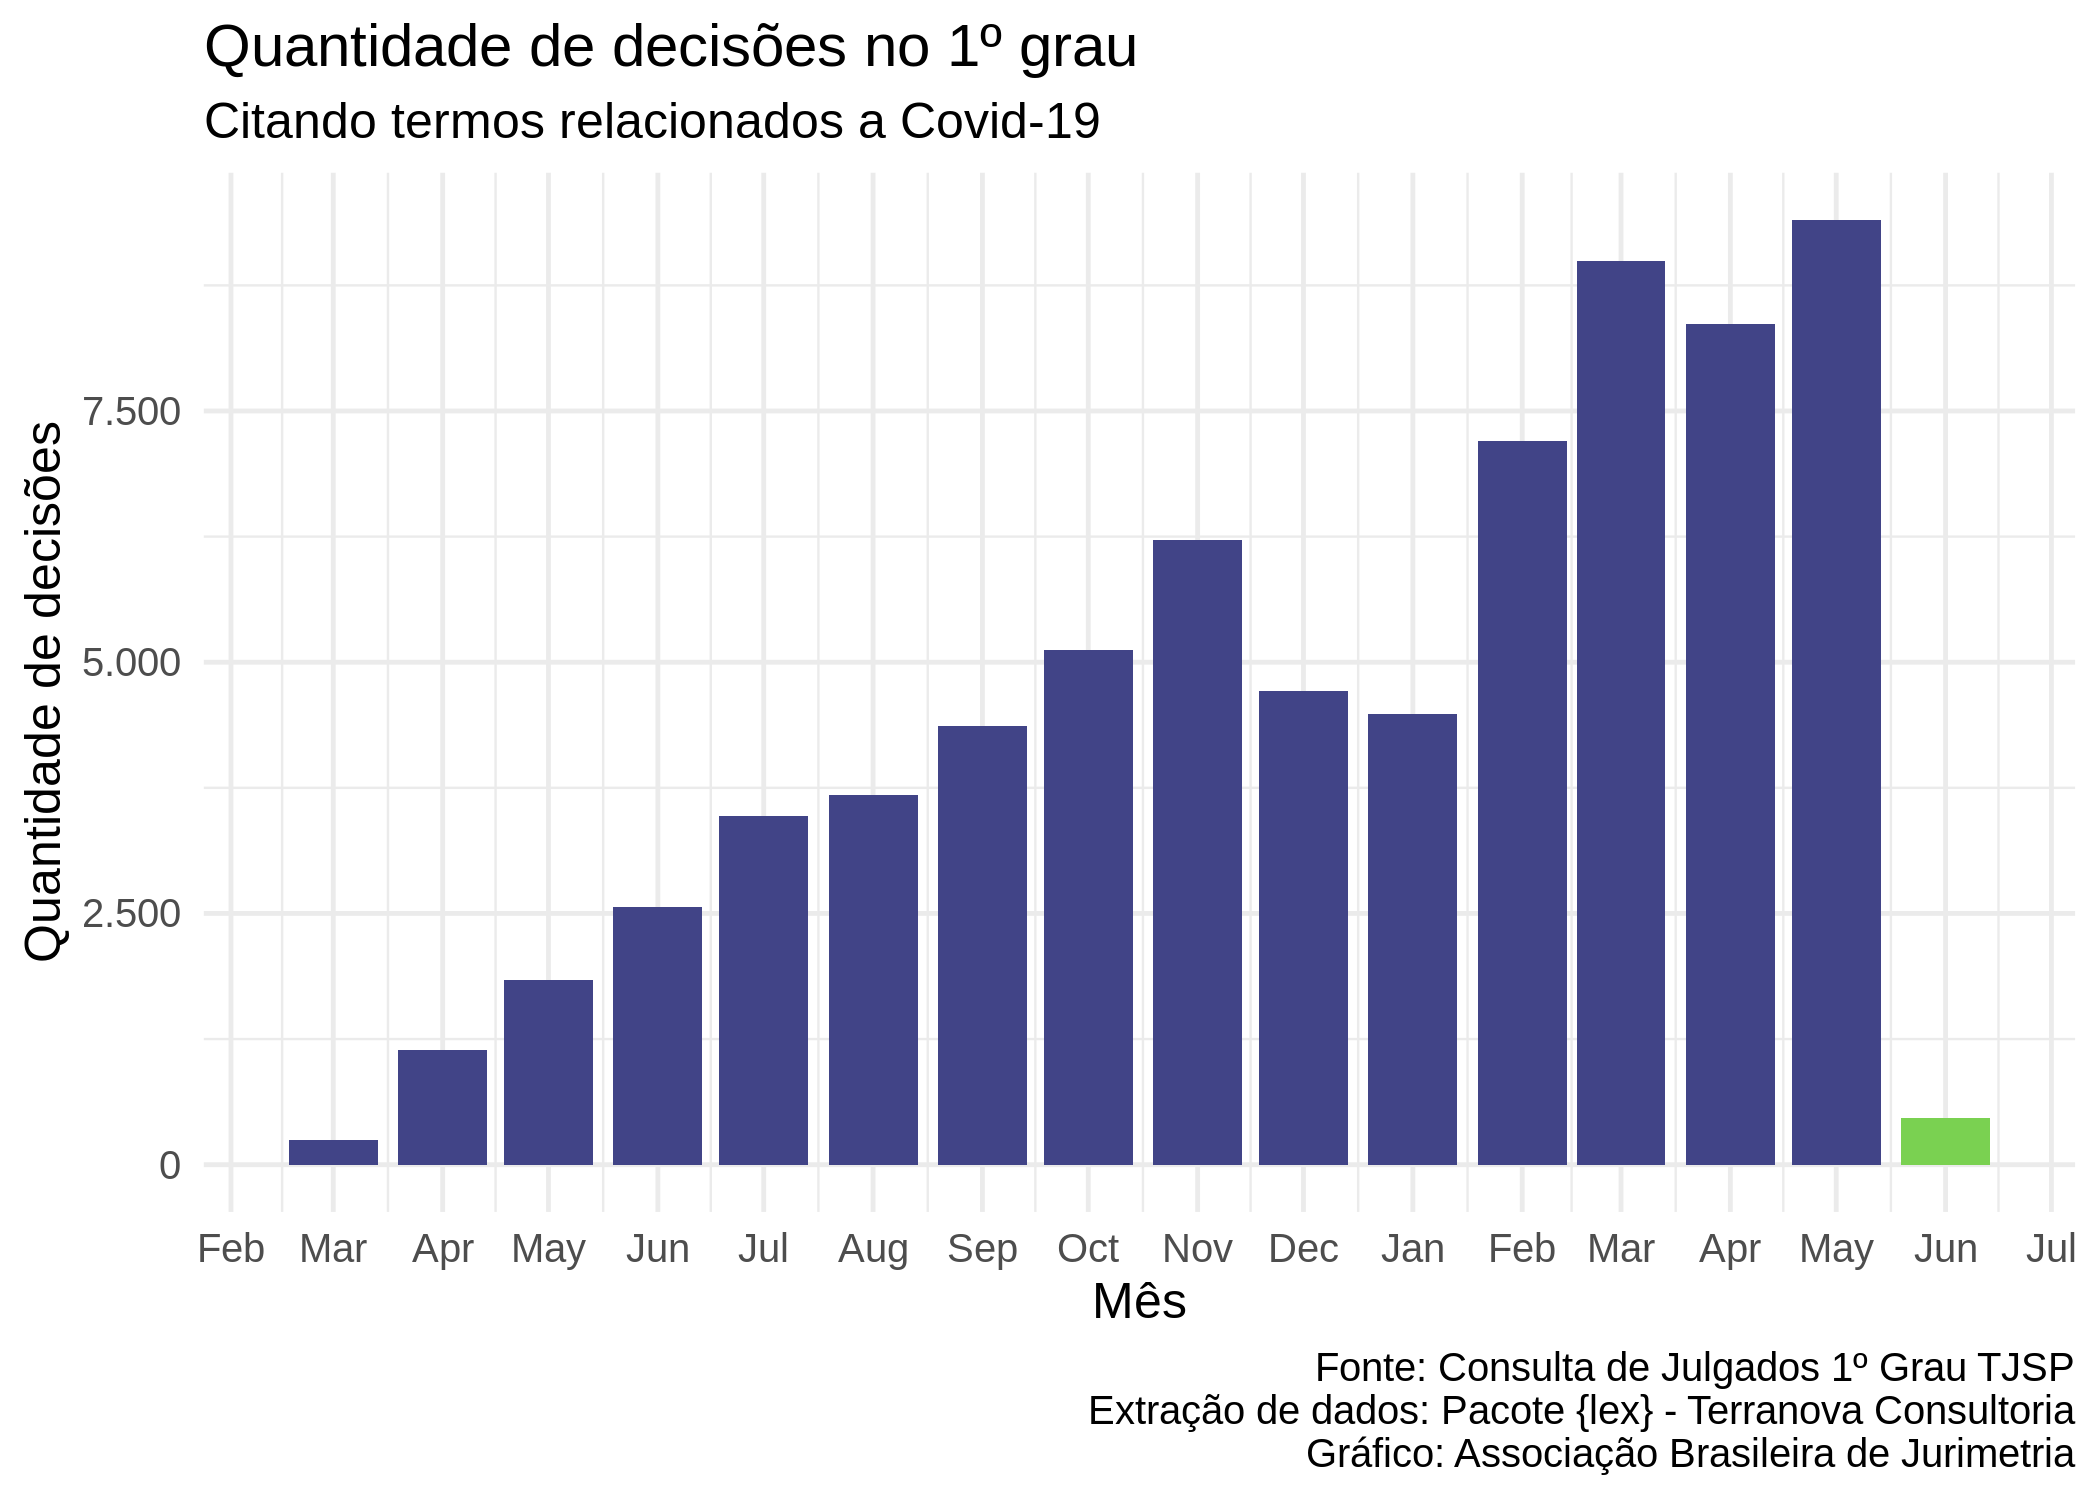 Quantidade de decisões no 1º grau
Citando termos relacionados a Covid-19
Quantidade de decisões
7.500
5.000
2.500
0
Feb Mar Apr May Jun Jul Aug Sep Oct Nov Dec Jan Feb Mar Apr May Jun Jul
Mês
Fonte: Consulta de Julgados 1º Grau TJSP
Extração de dados: Pacote {lex} - Terranova Consultoria
Gráfico: Associação Brasileira de Jurimetria